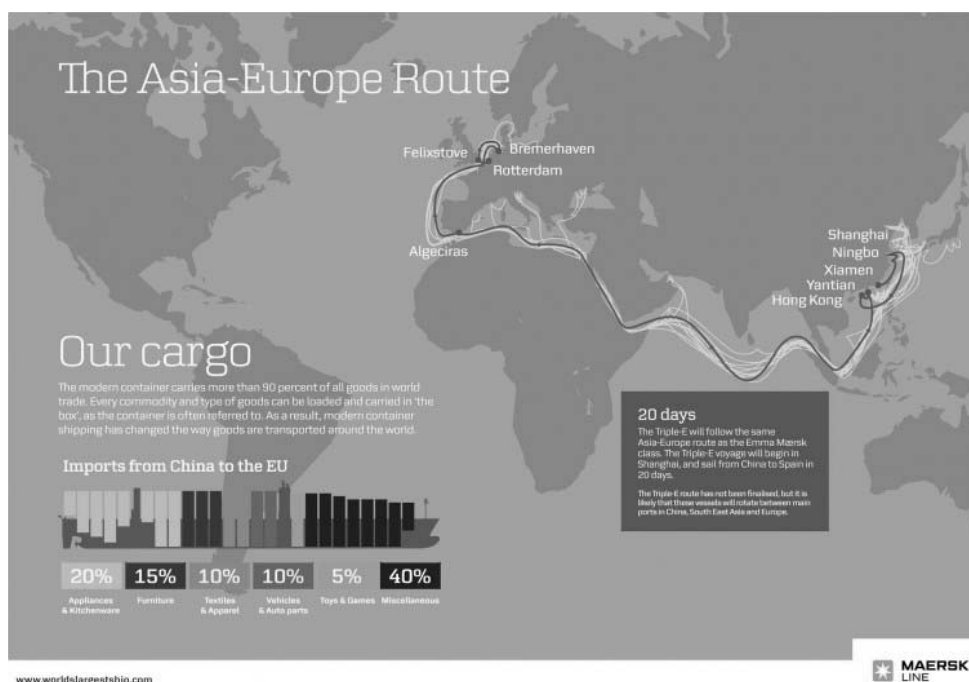 The Asia-Europe Route
Felixstove
Bremerhaven
Rotterdam
Algeciras
Shanghai
Ningbo
Xiamen
Yantian
Hong Kong
Our cargo
The modern container carries more than 90 percent of all goods in world
trade. Every commodity and type of goods can be loaded and carried in 'the
box', as the container is often referred to. As a result, modern container
shipping has changed the way goods are transported around the world.
20 days
The Triple-E will follow the same
Asia-Europe route as the Emma Mærsk
class. The Triple-E voyage will begin in
Shanghai, and sail from China to Spain in
20 days.
The Triple-E route has not been finalised, but it is
likely that these vessels will rotate between main
ports in China, South East Asia and Europe.
Imports from China to the EU
20% 15% 10% 10% 5% 40%
Appliances Furniture Textiles Vehicles Toys & Games Miscellaneous
& Kitchenware & Apparel & Auto parts
www.worldslargestship.com
MAERSK
LINE